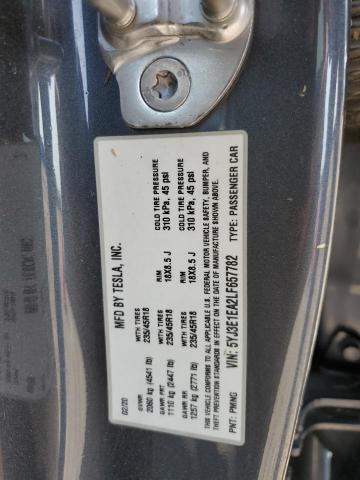 MFD BY TESLA, INC.
02/20
GVWR
2060 kg (4541 lb)
WITH TIRES
235/45R18
RIM
18X8.5 J
COLD TIRE PRESSURE
310 kPa, 45 psi
GAWR FRT
1110 kg (2447 lb)
WITH TIRES
235/45R18
RIM
18X8.5 J
COLD TIRE PRESSURE
310 kPa, 45 psi
GAWR RR
1257 kg (2771 lb)
THIS VEHICLE CONFORMS TO ALL APPLICABLE U.S. FEDERAL MOTOR VEHICLE SAFETY, BUMPER, AND
THEFT PREVENTION STANDARDS IN EFFECT ON THE DATE OF MANUFACTURE SHOWN ABOVE.
VIN: 5YJ3E1EA2LF657782 TYPE: PASSENGER CAR
PNT: PMNG